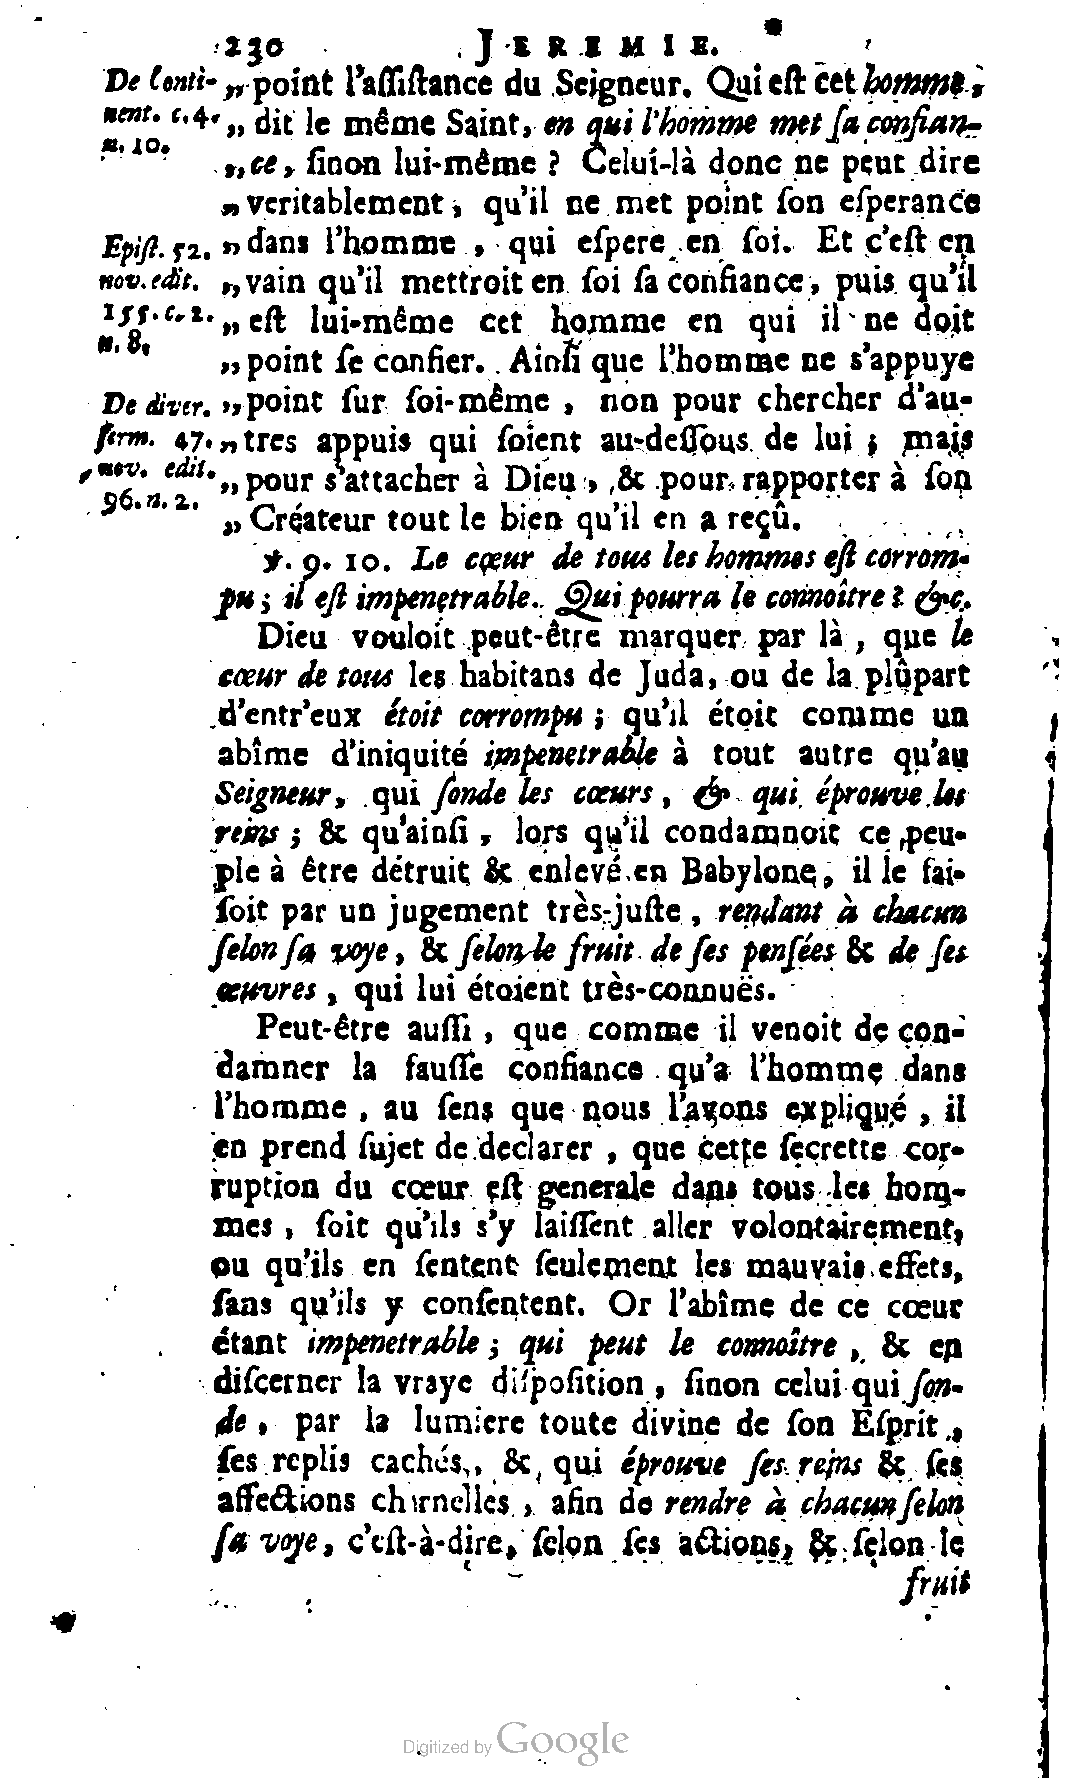 230 JEREMIE.
De Conti- „point l'aſſiſtance du Seigneur. Qui eſt cet homme,
nent. c.4. „ dit le même Saint, en qui l'homme met ſa confian-
n. 10. „ce, ſinon lui-même ? Celui-là donc ne peut dire
„veritablement, qu'il ne met point ſon eſperance
Epiſt. 52. „dans l'homme, qui eſpere en ſoi. Et c'eſt en
nov. edit. „vain qu'il mettroit en ſoi ſa confiance, puis qu'il
155. c. 2. „eſt lui-même cet homme en qui il ne doit
n. 8. „point ſe confier. Ainſi que l'homme ne s'appuye
De diver. „point ſur ſoi-même, non pour chercher d'au-
ſerm. 47. „tres appuis qui ſoient au-deſſous de lui ; mais
nov. edit. „pour s'attacher à Dieu, & pour rapporter à ſon
96. n. 2. „Créateur tout le bien qu'il en a reçû.
℣. 9. 10. Le cœur de tous les hommes eſt corrom-
pu ; il eſt impenetrable. Qui pourra le connoître ? &c.
Dieu vouloit peut-être marquer par là, que le
cœur de tous les habitans de Juda, ou de la plûpart
d'entr'eux étoit corrompu ; qu'il étoit comme un
abîme d'iniquité impenetrable à tout autre qu'au
Seigneur, qui ſonde les cœurs, & qui éprouve les
reins ; & qu'ainſi, lors qu'il condamnoit ce peu-
ple à être détruit & enlevé en Babylone, il le fai-
ſoit par un jugement très-juſte, rendant à chacun
ſelon ſa voye, & ſelon le fruit de ſes penſées & de ſes
œuvres, qui lui étoient très-connuës.
Peut-être auſſi, que comme il venoit de con-
damner la fauſſe confiance qu'a l'homme dans
l'homme, au ſens que nous l'avons expliqué, il
en prend ſujet de declarer, que cette ſecrette cor-
ruption du cœur eſt generale dans tous les hom-
mes, ſoit qu'ils s'y laiſſent aller volontairement,
ou qu'ils en ſentent ſeulement les mauvais effets,
ſans qu'ils y conſentent. Or l'abîme de ce cœur
étant impenetrable ; qui peut le connoître, & en
diſcerner la vraye diſpoſition, ſinon celui qui ſon-
de, par la lumiere toute divine de ſon Eſprit,
ſes replis cachés, & qui éprouve ſes reins & ſes
affections charnelles, afin de rendre à chacun ſelon
ſa voye, c'eſt-à-dire, ſelon ſes actions, & ſelon le
fruit
Digitized by Google